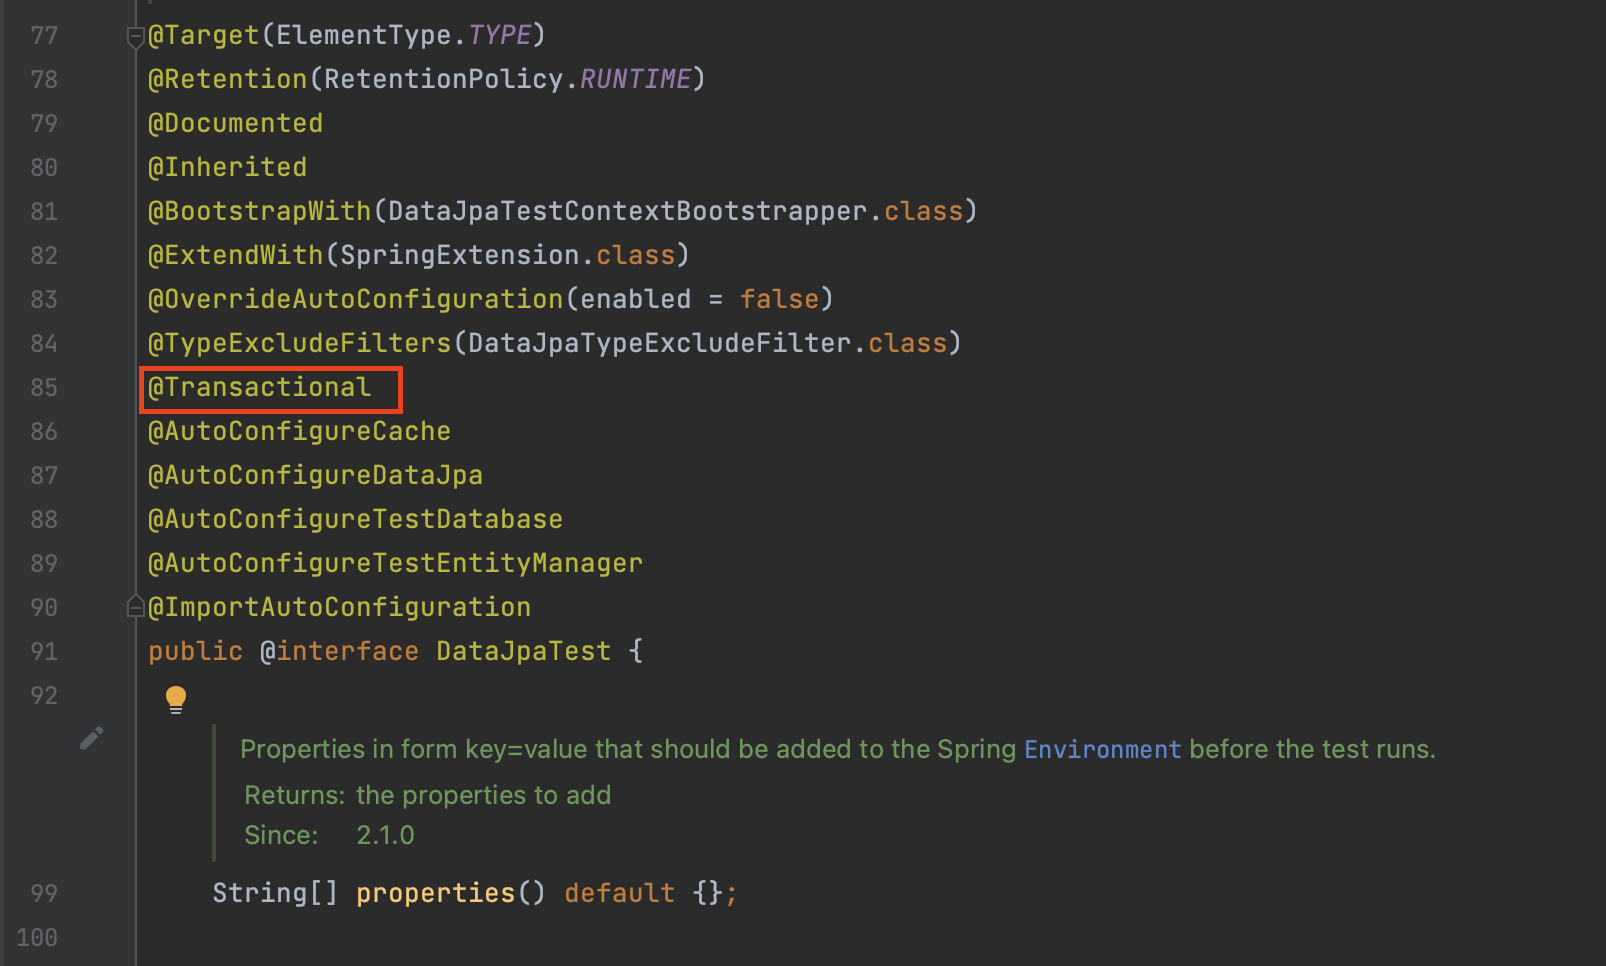 77 @Target(ElementType.TYPE)
78 @Retention(RetentionPolicy.RUNTIME)
79 @Documented
80 @Inherited
81 @BootstrapWith(DataJpaTestContextBootstrapper.class)
82 @ExtendWith(SpringExtension.class)
83 @OverrideAutoConfiguration(enabled = false)
84 @TypeExcludeFilters(DataJpaTypeExcludeFilter.class)
85 @Transactional
86 @AutoConfigureCache
87 @AutoConfigureDataJpa
88 @AutoConfigureTestDatabase
89 @AutoConfigureTestEntityManager
90 @ImportAutoConfiguration
91 public @interface DataJpaTest {
92
Properties in form key=value that should be added to the Spring Environment before the test runs.
Returns: the properties to add
Since: 2.1.0
99 String[] properties() default {};
100